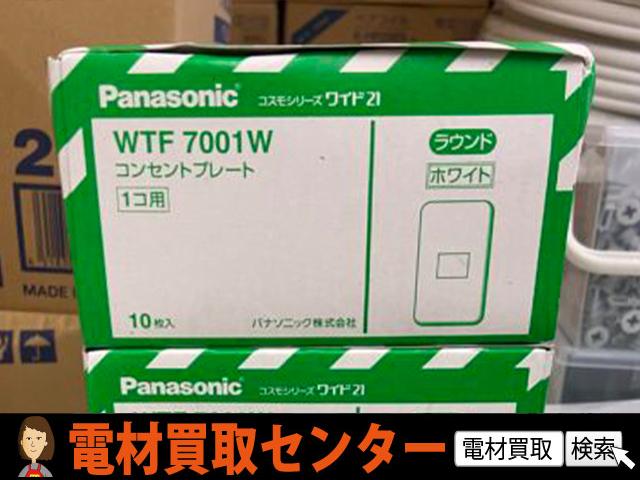 Panasonic コスモシリーズ ワイド21
WTF 7001W
コンセントプレート
1コ用
ラウンド
ホワイト
10枚入
パナソニック株式会社
2
MADE
Panasonic コスモシリーズ ワイド21
電材買取センター
電材買取 検索